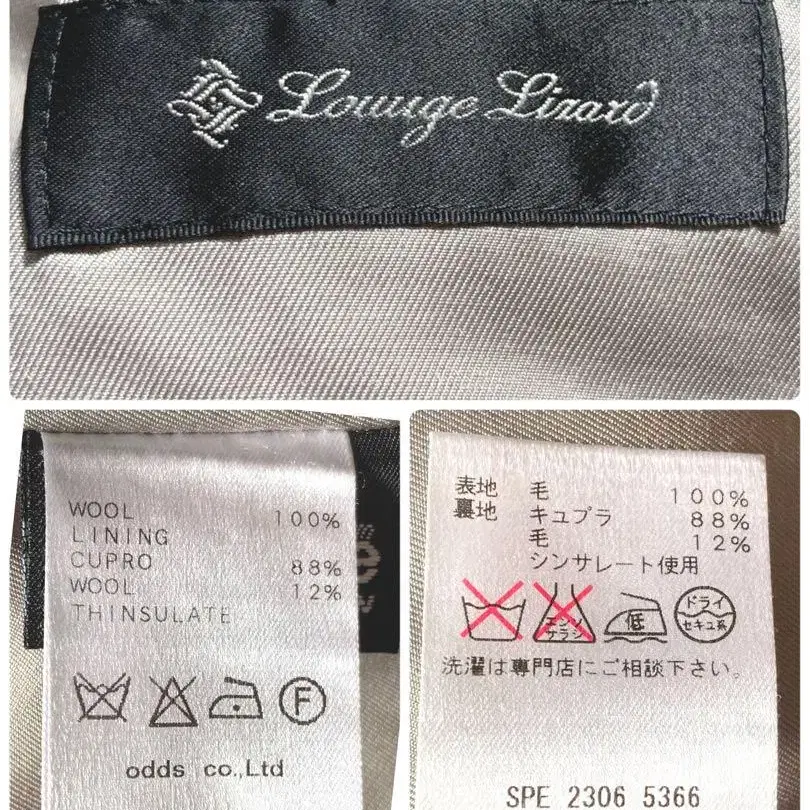 Lounge Lizard
WOOL 100%
LINING
CUPRO 88%
WOOL 12%
THINSULATE
F
odds co.,Ltd
表地 毛 100%
裏地 キュプラ 88%
毛 12%
シンサレート使用
エンソ
サラシ
低
ドライ
セキユ系
洗濯は専門店にご相談下さい。
SPE 2306 5366